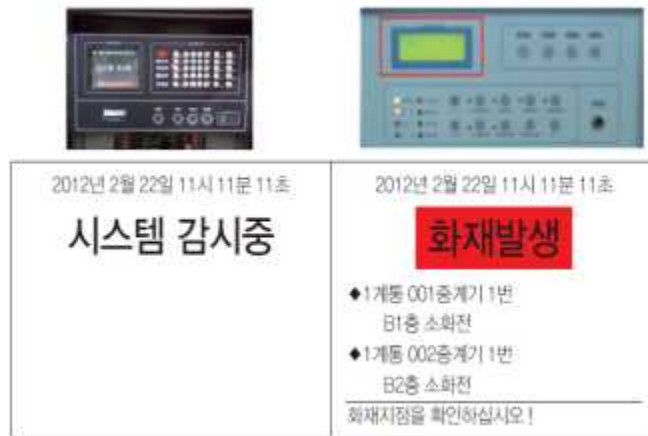 2012년 2월 22일 11시 11분 11초
시스템 감시중
2012년 2월 22일 11시 11분 11초
화재발생
◆1계통 001중계기 1번
B1층 소화전
◆1계통 002중계기 1번
B2층 소화전
화재지점을 확인하십시오!